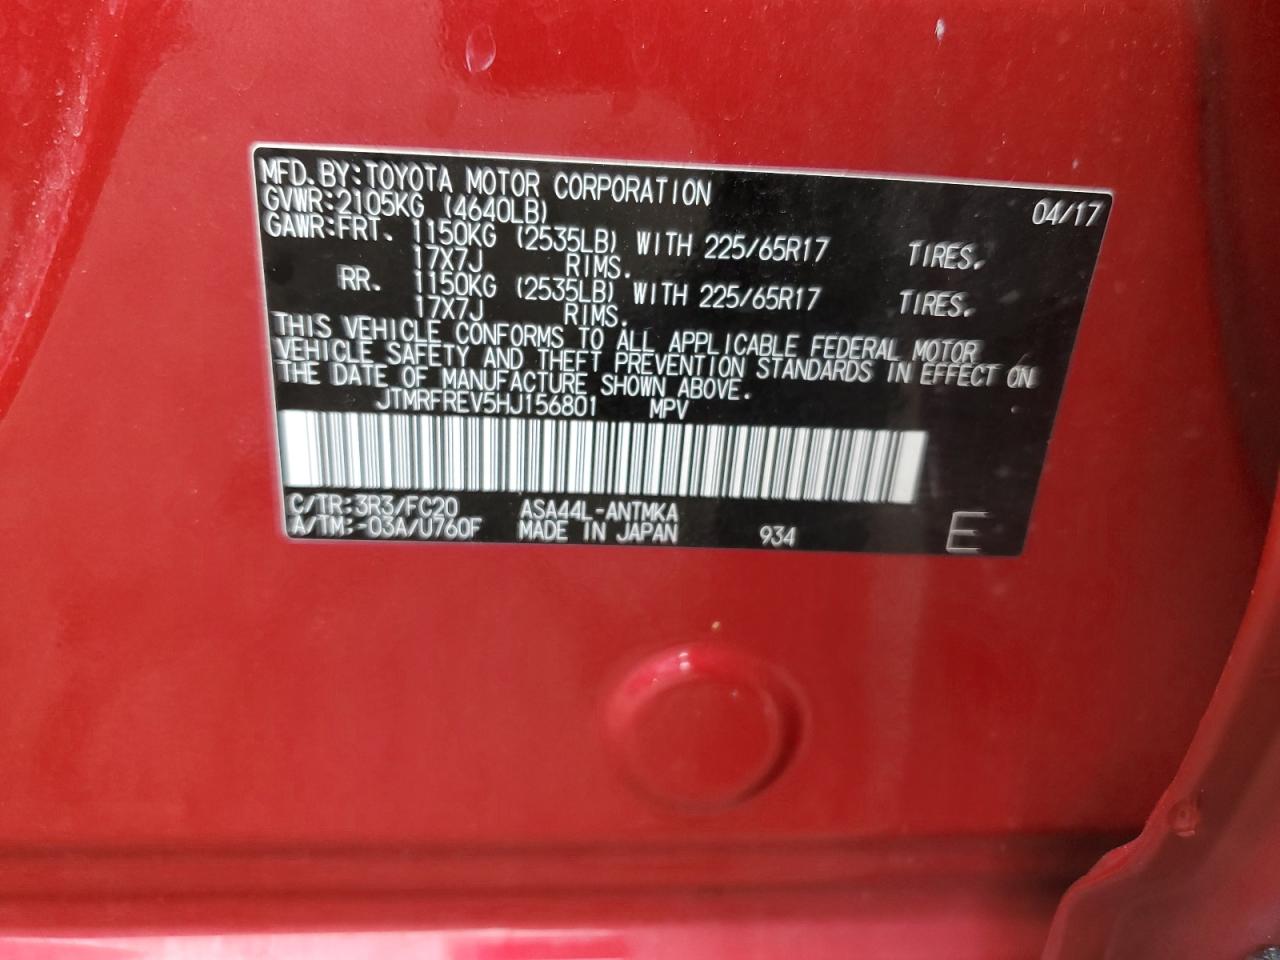 MFD.BY:TOYOTA MOTOR CORPORATION 04/17
GVWR:2105KG (4640LB)
GAWR:FRT. 1150KG (2535LB) WITH 225/65R17 TIRES.
17X7J RIMS.
RR. 1150KG (2535LB) WITH 225/65R17 TIRES.
17X7J RIMS.
THIS VEHICLE CONFORMS TO ALL APPLICABLE FEDERAL MOTOR
VEHICLE SAFETY AND THEFT PREVENTION STANDARDS IN EFFECT ON
THE DATE OF MANUFACTURE SHOWN ABOVE.
JTMRFREV5HJ156801 MPV
C/TR:3R3/FC20 ASA44L-ANTMKA
A/TM:-03A/U760F MADE IN JAPAN 934 E